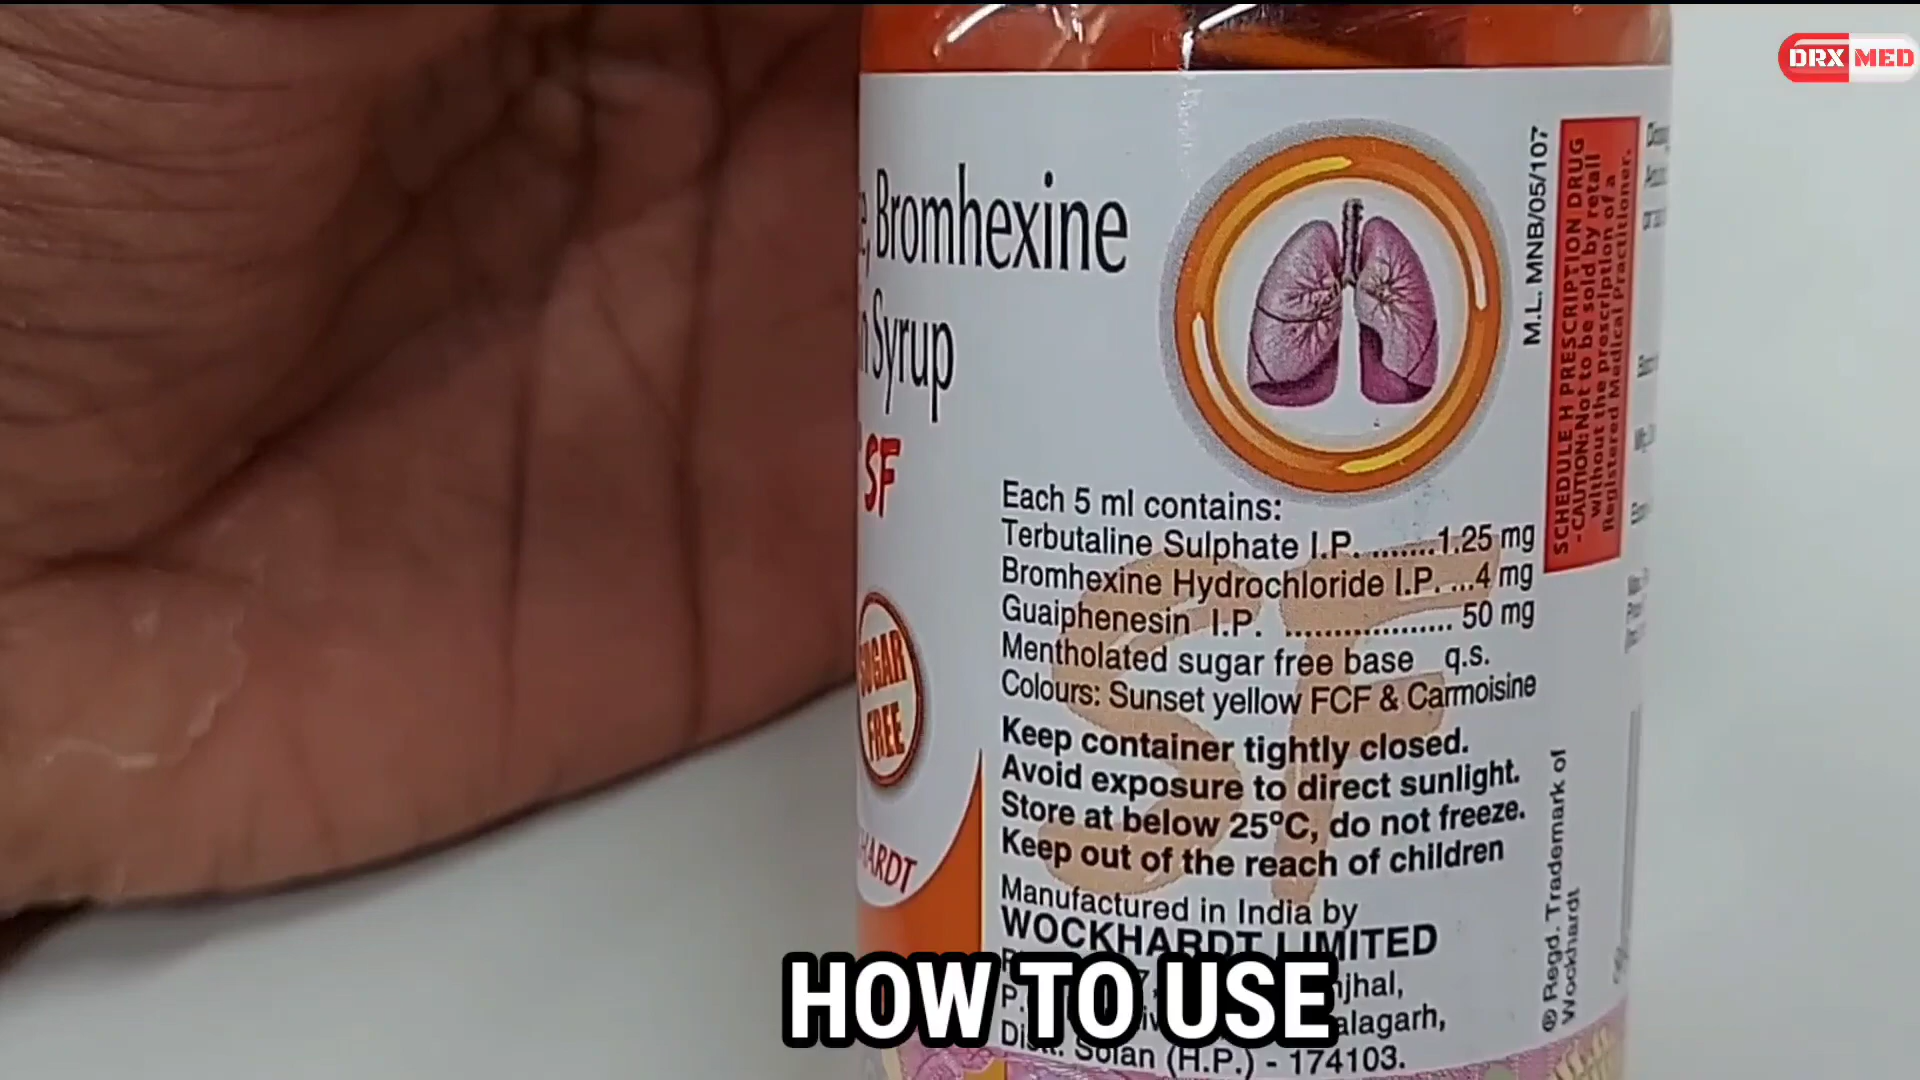 DRX MED
Bromhexine
Syrup
SF
SUGAR
FREE
M.L. MNB/05/107
SCHEDULE H PRESCRIPTION DRUG
-CAUTION: Not to be sold by retail
without the prescription of a
Registered Medical Practitioner.
Each 5 ml contains:
Terbutaline Sulphate I.P. ........1.25 mg
Bromhexine Hydrochloride I.P. ...4 mg
Guaiphenesin I.P. ................... 50 mg
Mentholated sugar free base q.s.
Colours: Sunset yellow FCF & Carmoisine
Keep container tightly closed.
Avoid exposure to direct sunlight.
Store at below 25°C, do not freeze.
Keep out of the reach of children
Manufactured in India by
WOCKHARDT LIMITED
Distt. Solan (H.P.) - 174103.
® Regd. Trademark of
Wockhardt
HOW TO USE